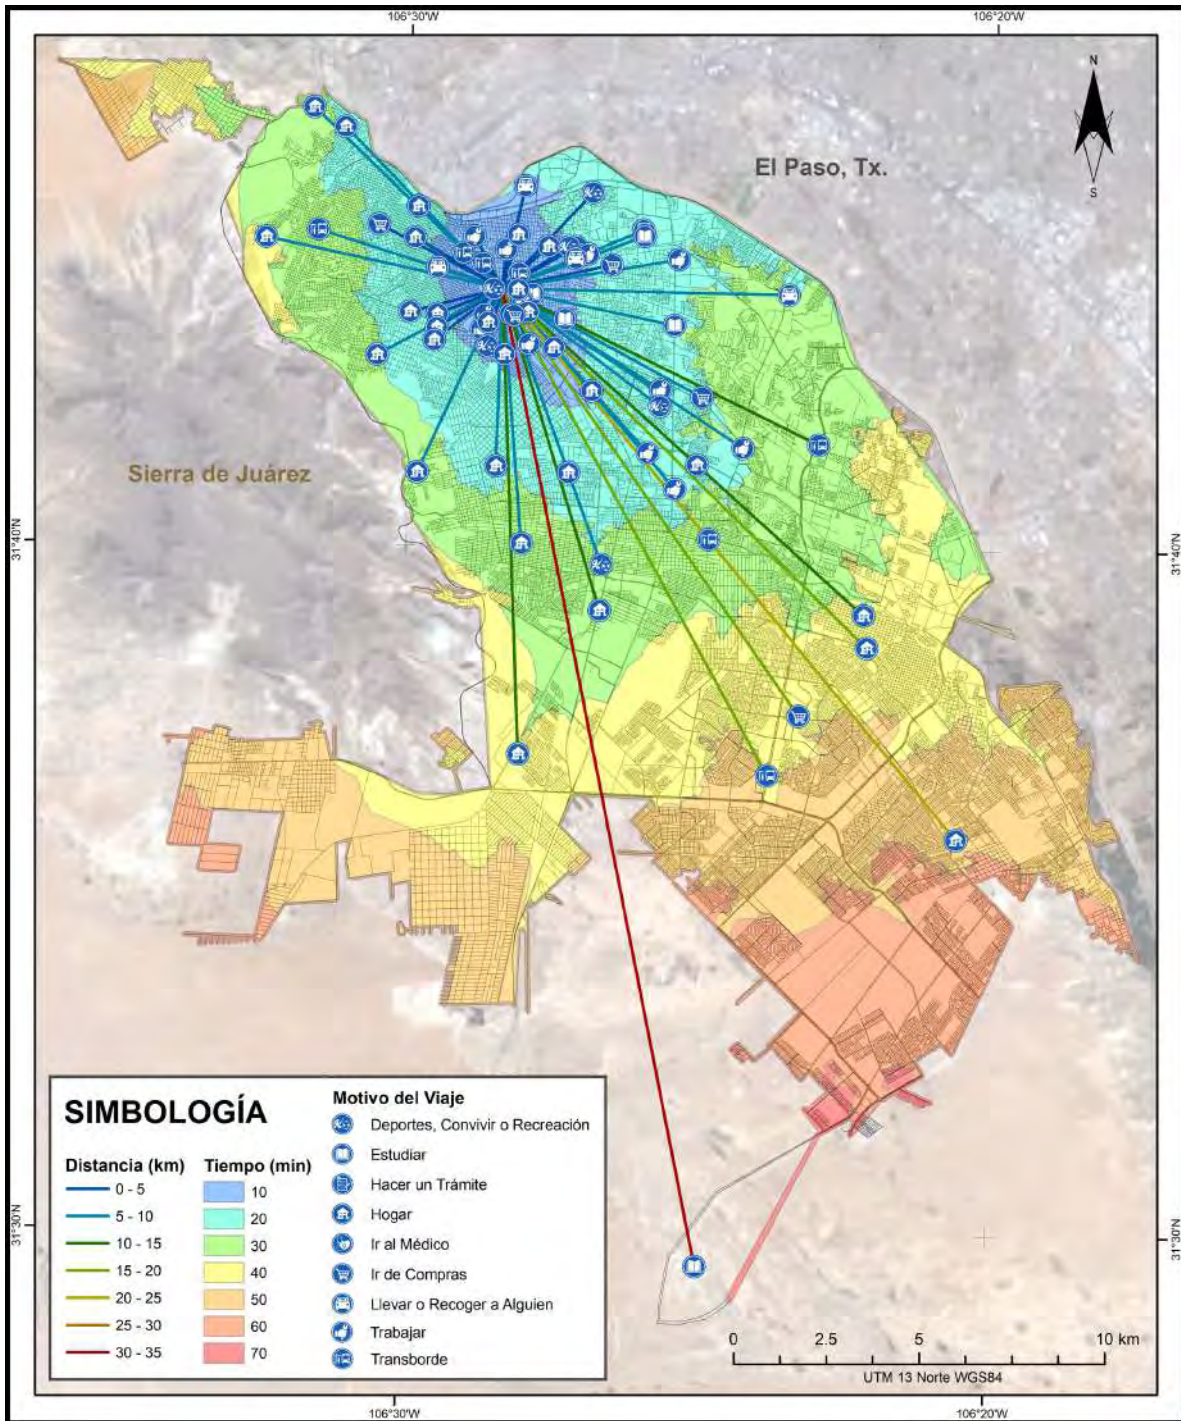 106°30'W 106°20'W
N
S
El Paso, Tx.
Sierra de Juárez
31°40'N 31°40'N
SIMBOLOGÍA
Distancia (km)
0 - 5
5 - 10
10 - 15
15 - 20
20 - 25
25 - 30
30 - 35
Tiempo (min)
10
20
30
40
50
60
70
Motivo del Viaje
Deportes, Convivir o Recreación
Estudiar
Hacer un Trámite
Hogar
Ir al Médico
Ir de Compras
Llevar o Recoger a Alguien
Trabajar
Transborde
31°30'N 31°30'N
0 2.5 5 10 km
UTM 13 Norte WGS84
106°30'W 106°20'W